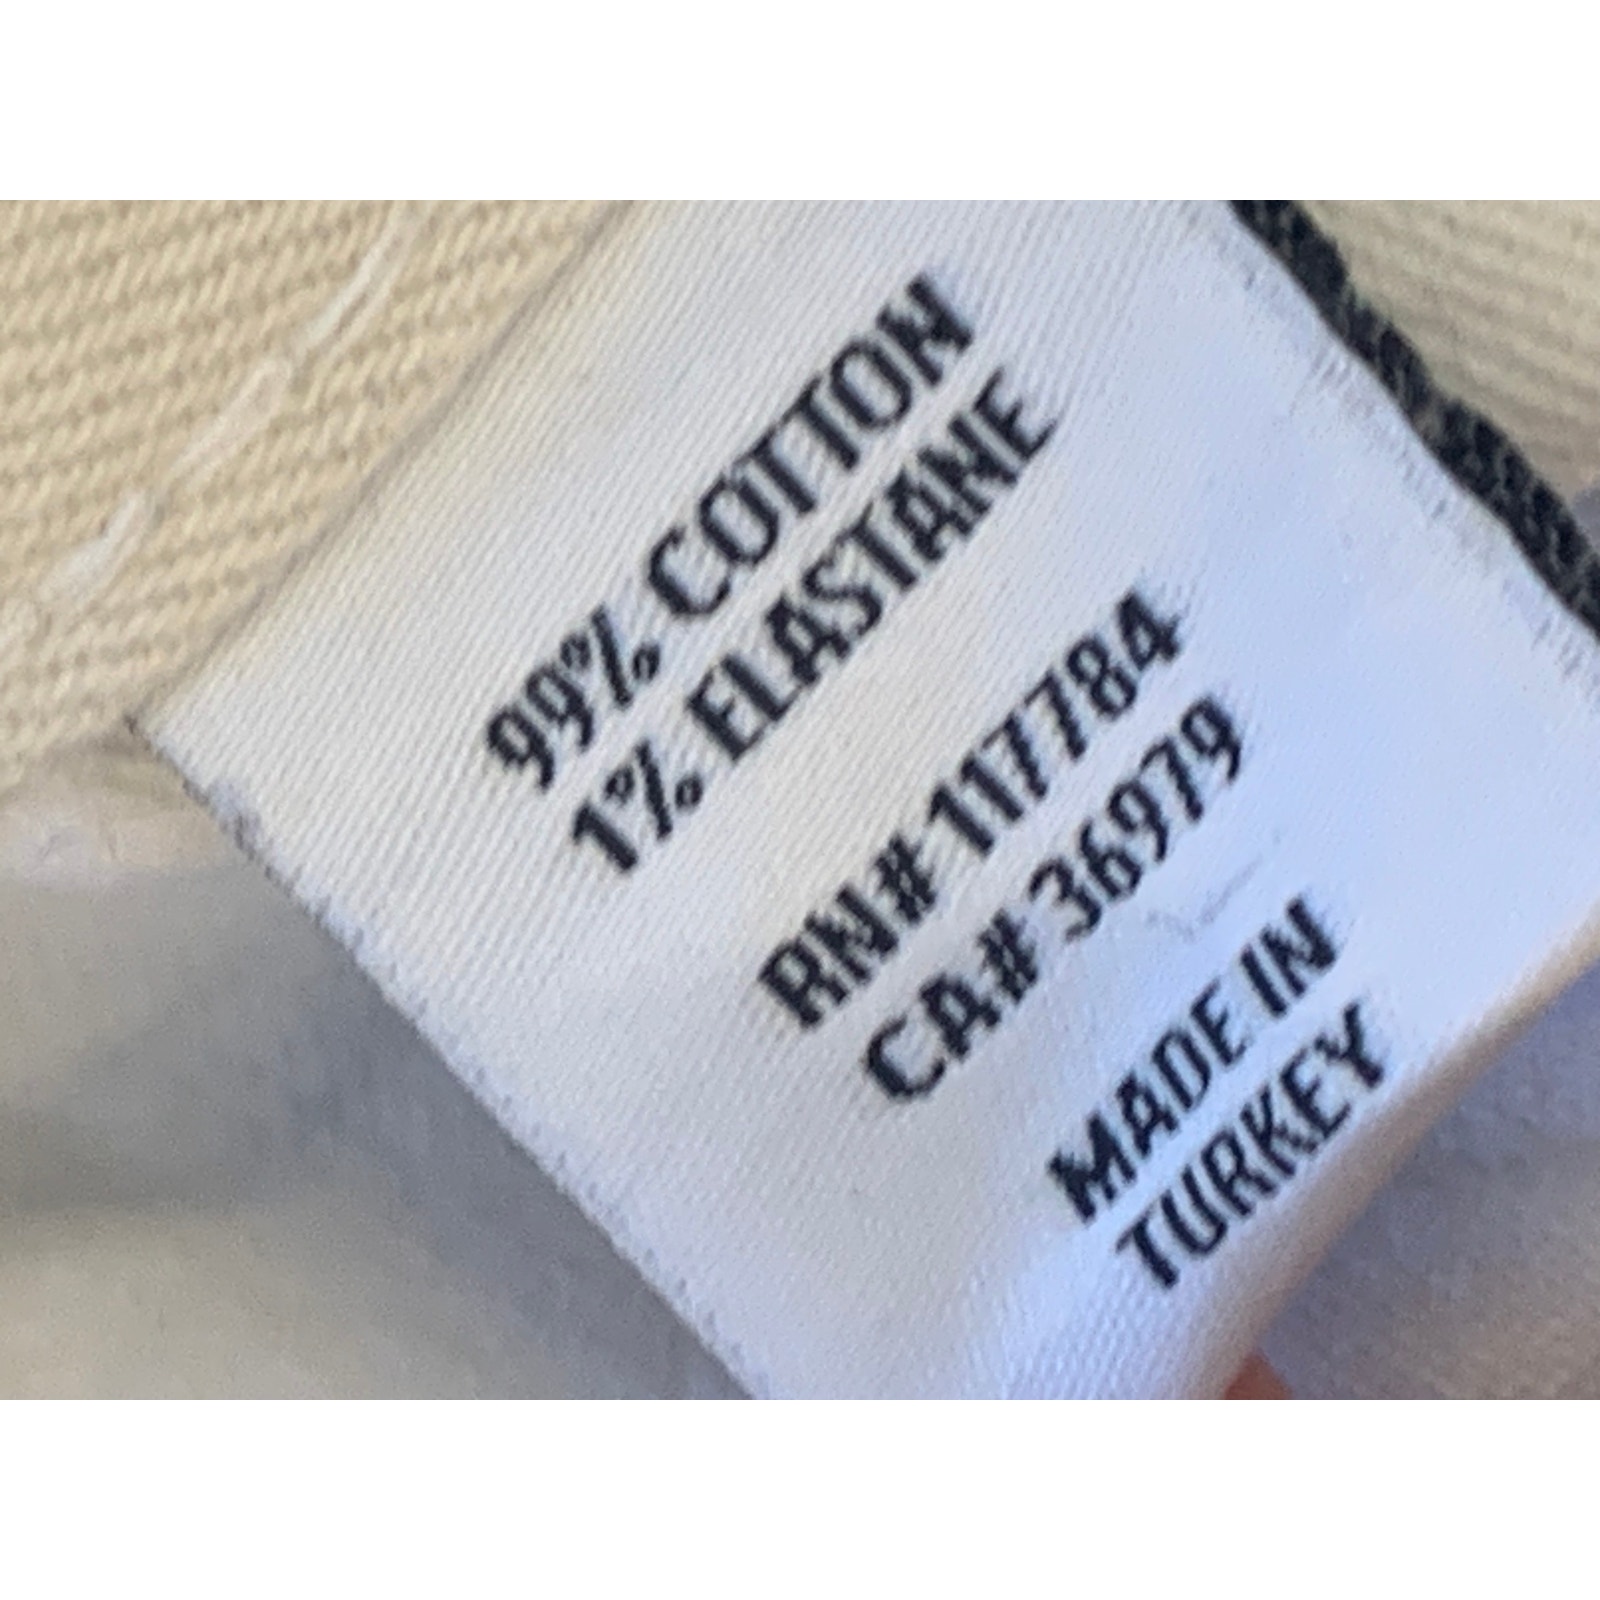 99% COTTON
1% ELASTANE
RN# 117784
CA# 36979
MADE IN
TURKEY